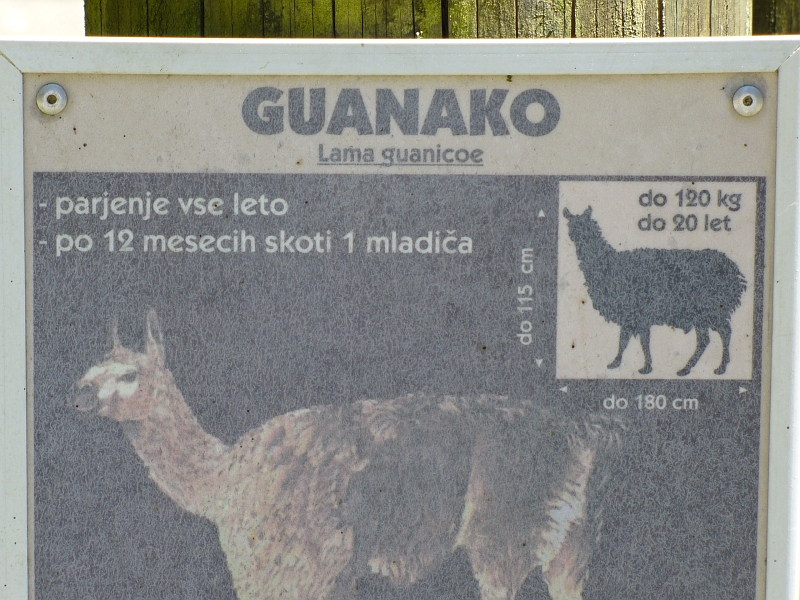 GUANAKO
Lama guanicoe
- parjenje vse leto
- po 12 mesecih skoti 1 mladiča
do 120 kg
do 20 let
do 115 cm
do 180 cm